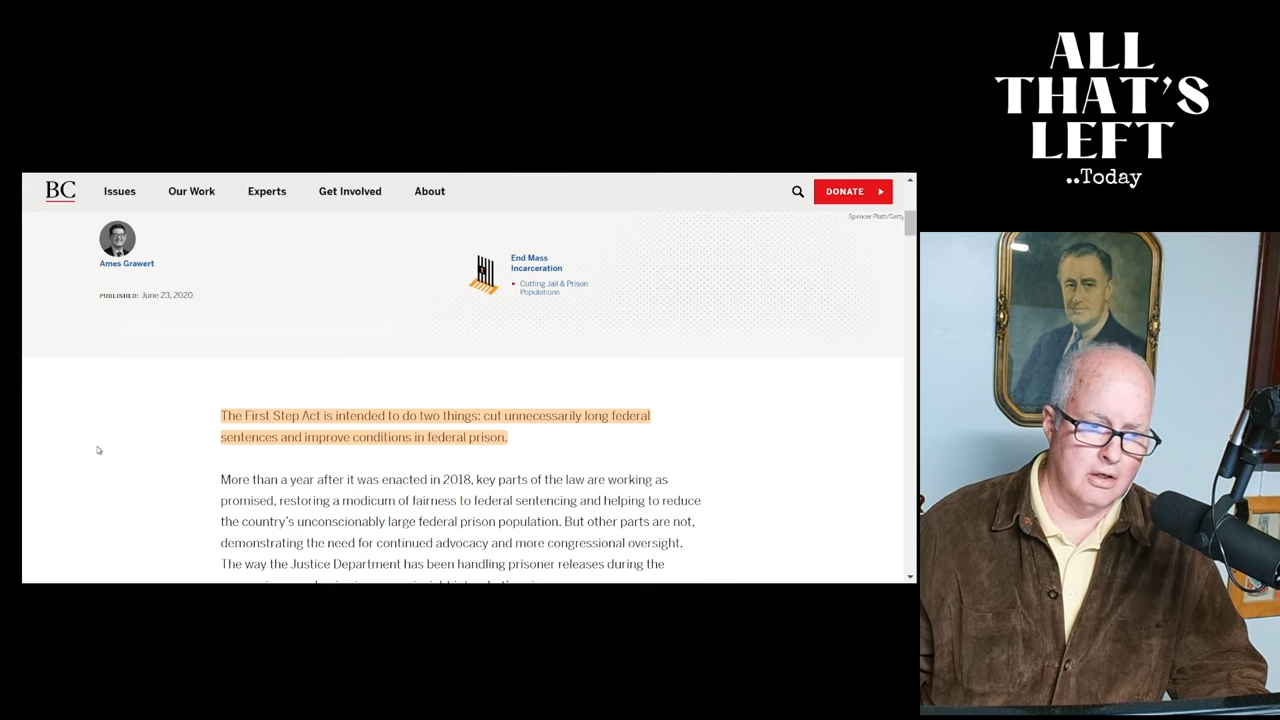 ALL
THAT'S
LEFT
..Today
BC
Issues
Our Work
Experts
Get Involved
About
DONATE
Spencer Platt/Getty
Ames Grawert
PUBLISHED: June 23, 2020
End Mass
Incarceration
Cutting Jail & Prison
Populations
The First Step Act is intended to do two things: cut unnecessarily long federal
sentences and improve conditions in federal prison.
More than a year after it was enacted in 2018, key parts of the law are working as
promised, restoring a modicum of fairness to federal sentencing and helping to reduce
the country's unconscionably large federal prison population. But other parts are not,
demonstrating the need for continued advocacy and more congressional oversight.
The way the Justice Department has been handling prisoner releases during the